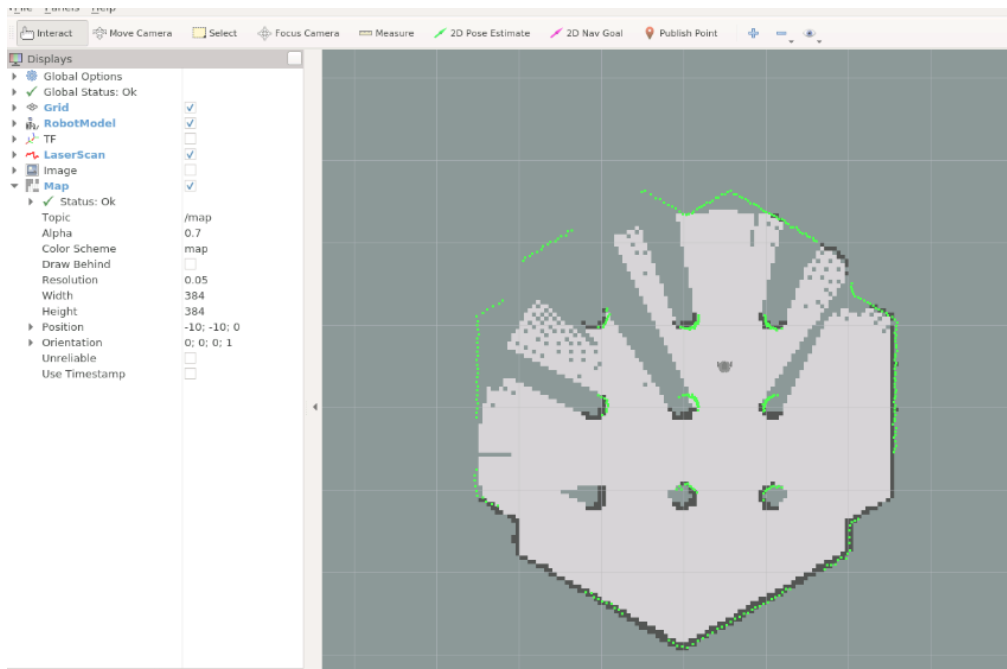 File Panels Help
Interact Move Camera Select Focus Camera Measure 2D Pose Estimate 2D Nav Goal Publish Point
Displays
Global Options
Global Status: Ok
Grid
RobotModel
TF
LaserScan
Image
Map
Status: Ok
Topic /map
Alpha 0.7
Color Scheme map
Draw Behind
Resolution 0.05
Width 384
Height 384
Position -10; -10; 0
Orientation 0; 0; 0; 1
Unreliable
Use Timestamp